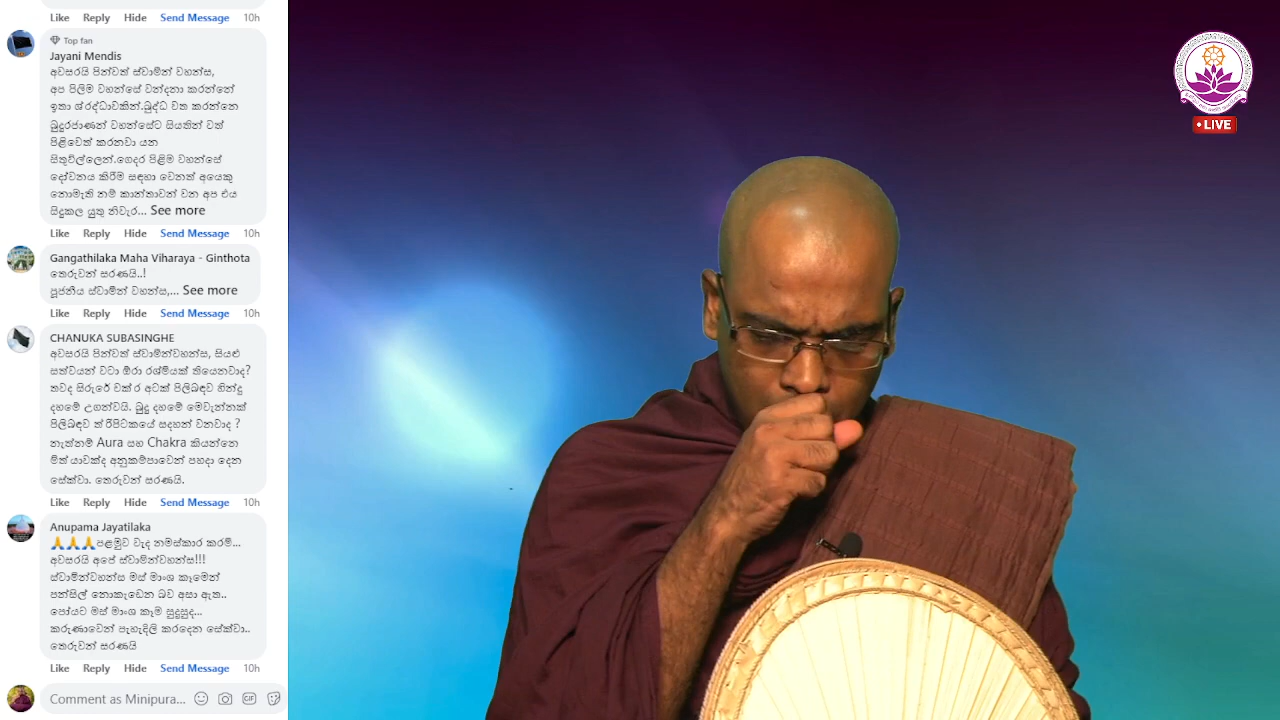 Like Reply Hide Send Message 10h
Top fan
Jayani Mendis
අවසරයි පින්වත් ස්වාමින් වහන්ස,
අප පිලිම වහන්සේ වන්දනා කරන්නේ
ඉතා ශ්‍රද්ධාවකින්.බුද්ධ වත කරන්නෙ
බුදුරජාණන් වහන්සේට සියතින් වත්
පිළිවෙත් කරනවා යන
සිතුවිල්ලෙන්.ගෙදර පිළිම වහන්සේ
දෝවනය කිරීම සඳහා වෙනත් අයෙකු
නොමැති නම් කාන්තාවන් වන අප එය
සිදුකල යුතු නිවැර... See more
Like Reply Hide Send Message 10h
Gangathilaka Maha Viharaya - Ginthota
තෙරුවන් සරණයි..!
පූජනීය ස්වාමින් වහන්ස,... See more
Like Reply Hide Send Message 10h
CHANUKA SUBASINGHE
අවසරයි පින්වත් ස්වාමින්වහන්ස, සියළු
සත්වයන් වටා ඕරා රශ්මියක් තියෙනවාද?
තවද සිරුරේ චක්‍ර අටක් පිලිබඳව හින්දු
දහමේ උගන්වයි. බුදු දහමේ මෙවැන්නක්
පිලිබඳව ත්‍රිපිටකයේ සදහන් වනවාද ?
නැත්නම් Aura සහ Chakra කියන්නෙ
මිත්‍යාවක්ද අනුකම්පාවෙන් පහදා දෙන
සේක්වා. තෙරුවන් සරණයි.
Like Reply Hide Send Message 10h
Anupama Jayatilaka
🙏🙏🙏පළමුව වැඳ නමස්කාර කරමි...
අවසරයි අපේ ස්වාමින්වහන්ස!!!
ස්වාමින්වහන්ස මස් මාංශ කෑමෙන්
පන්සිල් නොකැඩෙන බව අසා ඇත..
පෝයට මස් මාංශ කෑම සුදුසුද...
කරුණාවෙන් පැහැදිලි කරදෙන සේක්වා..
තෙරුවන් සරණයි
Like Reply Hide Send Message 10h
Comment as Minipura... GIF
• LIVE